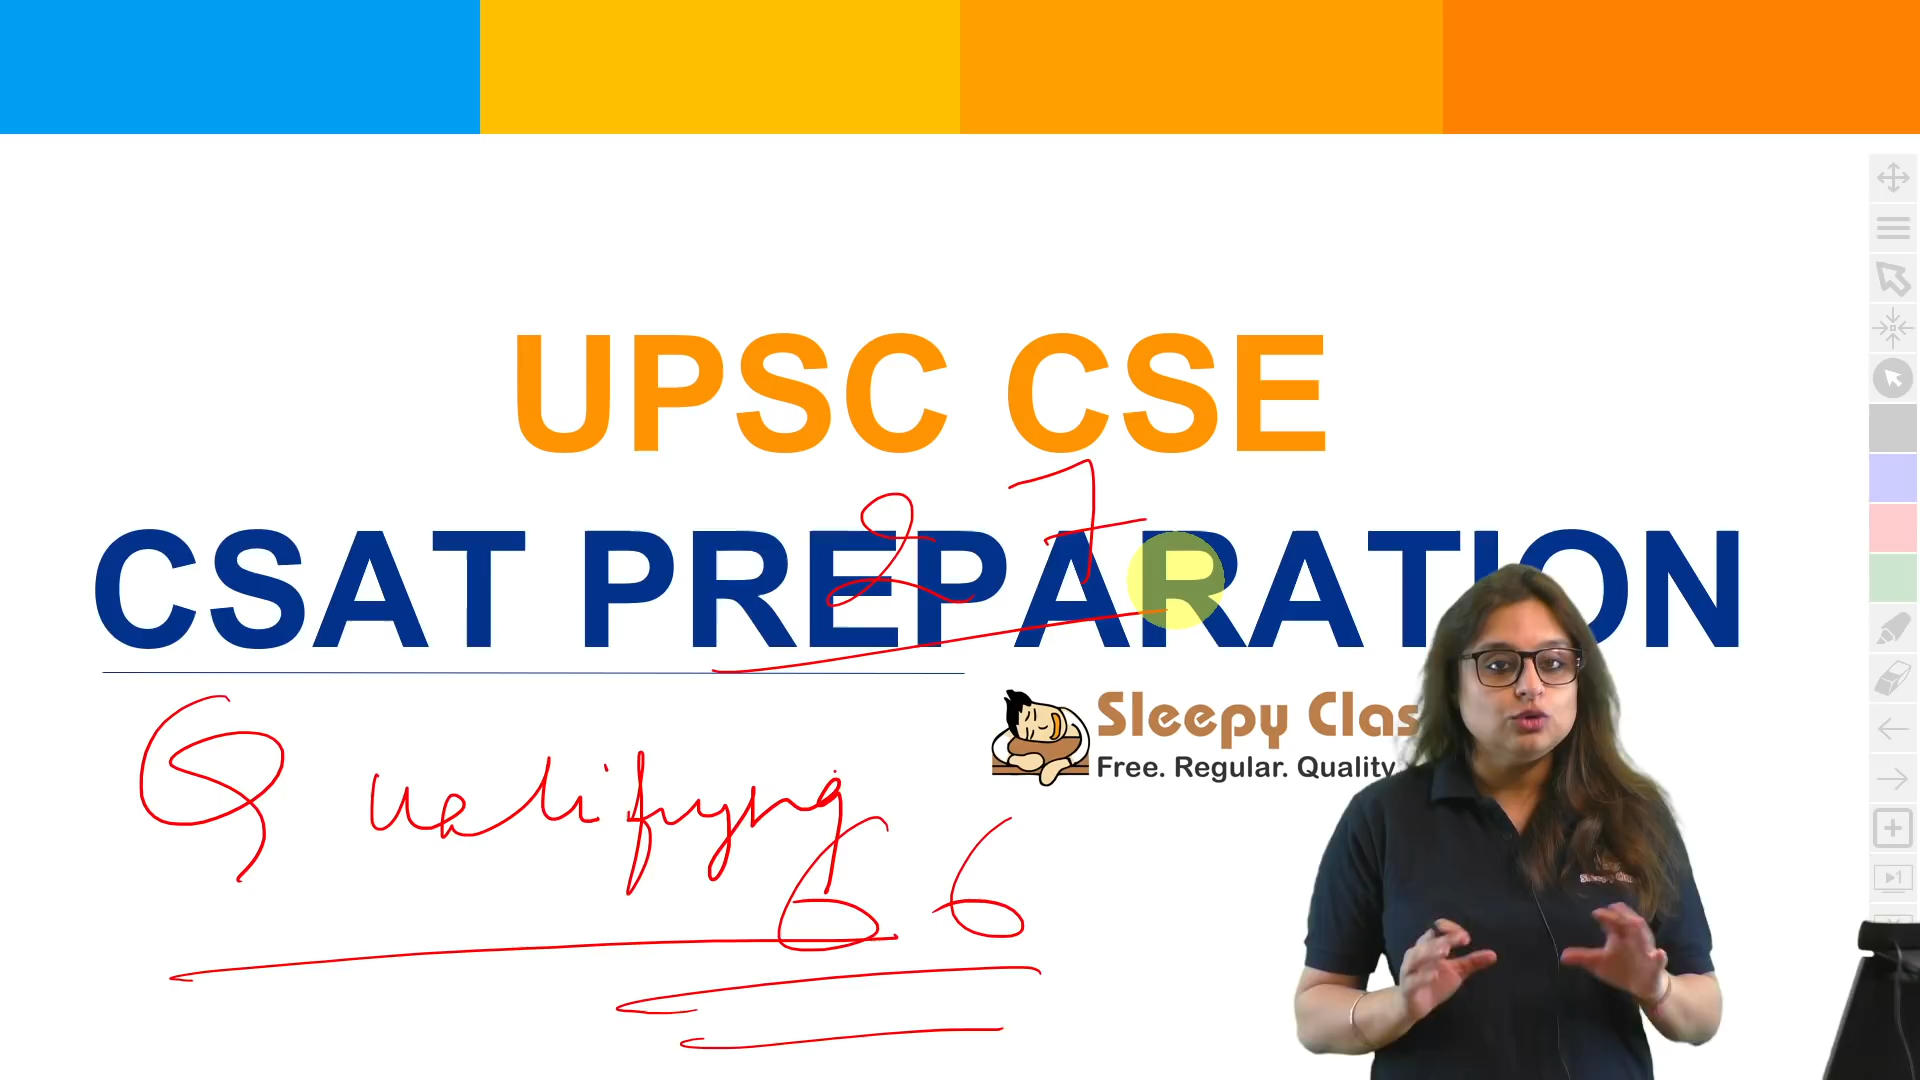 UPSC CSE
27
CSAT PREPARATION
Sleepy Clas
Free. Regular. Quality
Qualifying
66